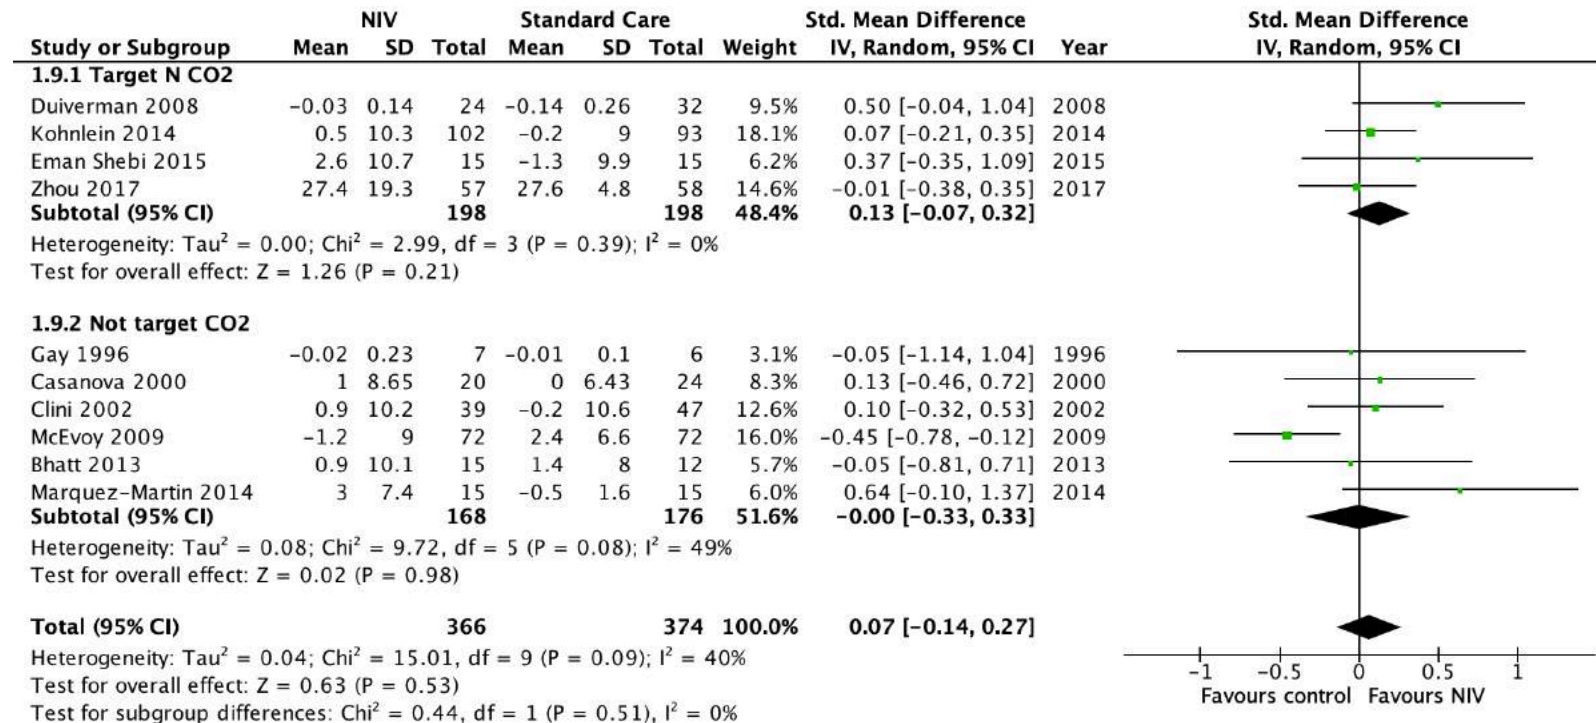 NIV Standard Care Std. Mean Difference Std. Mean Difference
Study or Subgroup Mean SD Total Mean SD Total Weight IV, Random, 95% CI Year IV, Random, 95% CI
1.9.1 Target N CO2
Duiverman 2008 −0.03 0.14 24 −0.14 0.26 32 9.5% 0.50 [−0.04, 1.04] 2008
Kohnlein 2014 0.5 10.3 102 −0.2 9 93 18.1% 0.07 [−0.21, 0.35] 2014
Eman Shebi 2015 2.6 10.7 15 −1.3 9.9 15 6.2% 0.37 [−0.35, 1.09] 2015
Zhou 2017 27.4 19.3 57 27.6 4.8 58 14.6% −0.01 [−0.38, 0.35] 2017
Subtotal (95% CI) 198 198 48.4% 0.13 [−0.07, 0.32]
Heterogeneity: Tau² = 0.00; Chi² = 2.99, df = 3 (P = 0.39); I² = 0%
Test for overall effect: Z = 1.26 (P = 0.21)
1.9.2 Not target CO2
Gay 1996 −0.02 0.23 7 −0.01 0.1 6 3.1% −0.05 [−1.14, 1.04] 1996
Casanova 2000 1 8.65 20 0 6.43 24 8.3% 0.13 [−0.46, 0.72] 2000
Clini 2002 0.9 10.2 39 −0.2 10.6 47 12.6% 0.10 [−0.32, 0.53] 2002
McEvoy 2009 −1.2 9 72 2.4 6.6 72 16.0% −0.45 [−0.78, −0.12] 2009
Bhatt 2013 0.9 10.1 15 1.4 8 12 5.7% −0.05 [−0.81, 0.71] 2013
Marquez−Martin 2014 3 7.4 15 −0.5 1.6 15 6.0% 0.64 [−0.10, 1.37] 2014
Subtotal (95% CI) 168 176 51.6% −0.00 [−0.33, 0.33]
Heterogeneity: Tau² = 0.08; Chi² = 9.72, df = 5 (P = 0.08); I² = 49%
Test for overall effect: Z = 0.02 (P = 0.98)
Total (95% CI) 366 374 100.0% 0.07 [−0.14, 0.27]
Heterogeneity: Tau² = 0.04; Chi² = 15.01, df = 9 (P = 0.09); I² = 40%
Test for overall effect: Z = 0.63 (P = 0.53)
Test for subgroup differences: Chi² = 0.44, df = 1 (P = 0.51), I² = 0%
−1 −0.5 0 0.5 1
Favours control Favours NIV